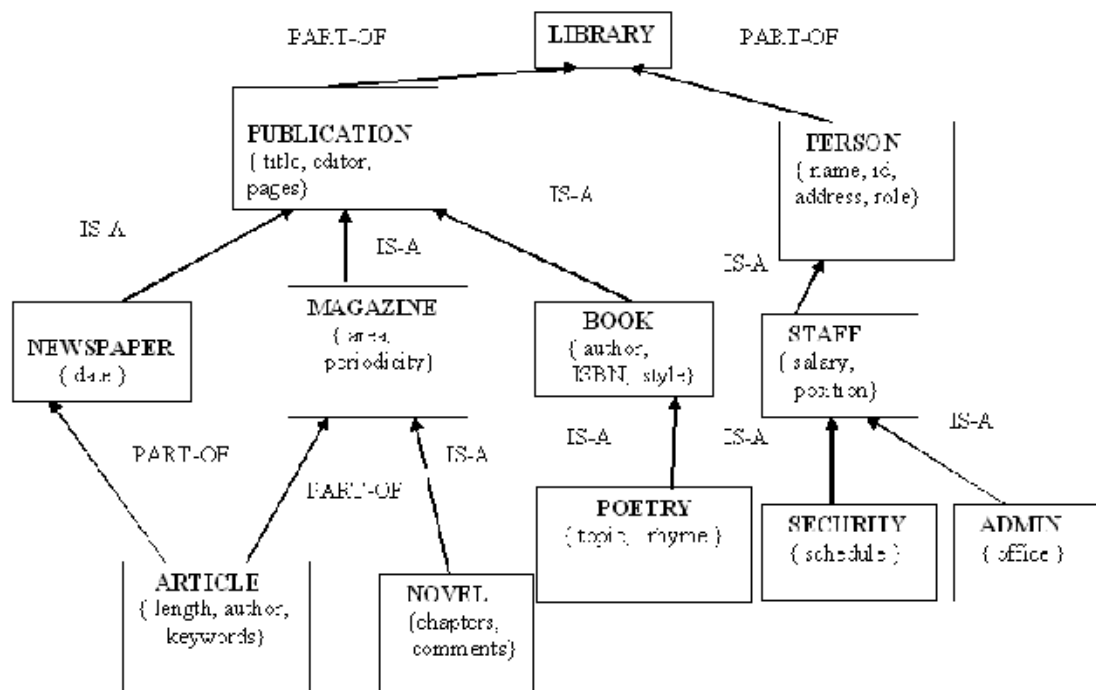 PART-OF
LIBRARY
PART-OF
PUBLICATION
{ title, editor,
pages}
PERSON
{ name, id,
address, role}
IS-A
IS-A
IS-A
IS-A
NEWSPAPER
{ date }
MAGAZINE
{ area,
periodicity}
BOOK
{ author,
ISBN, style}
STAFF
{ salary,
position}
PART-OF
PART-OF
IS-A
IS-A
IS-A
IS-A
ARTICLE
{ length, author,
keywords}
NOVEL
{chapters,
comments}
POETRY
{ topic, rhyme }
SECURITY
{ schedule }
ADMIN
{ office }